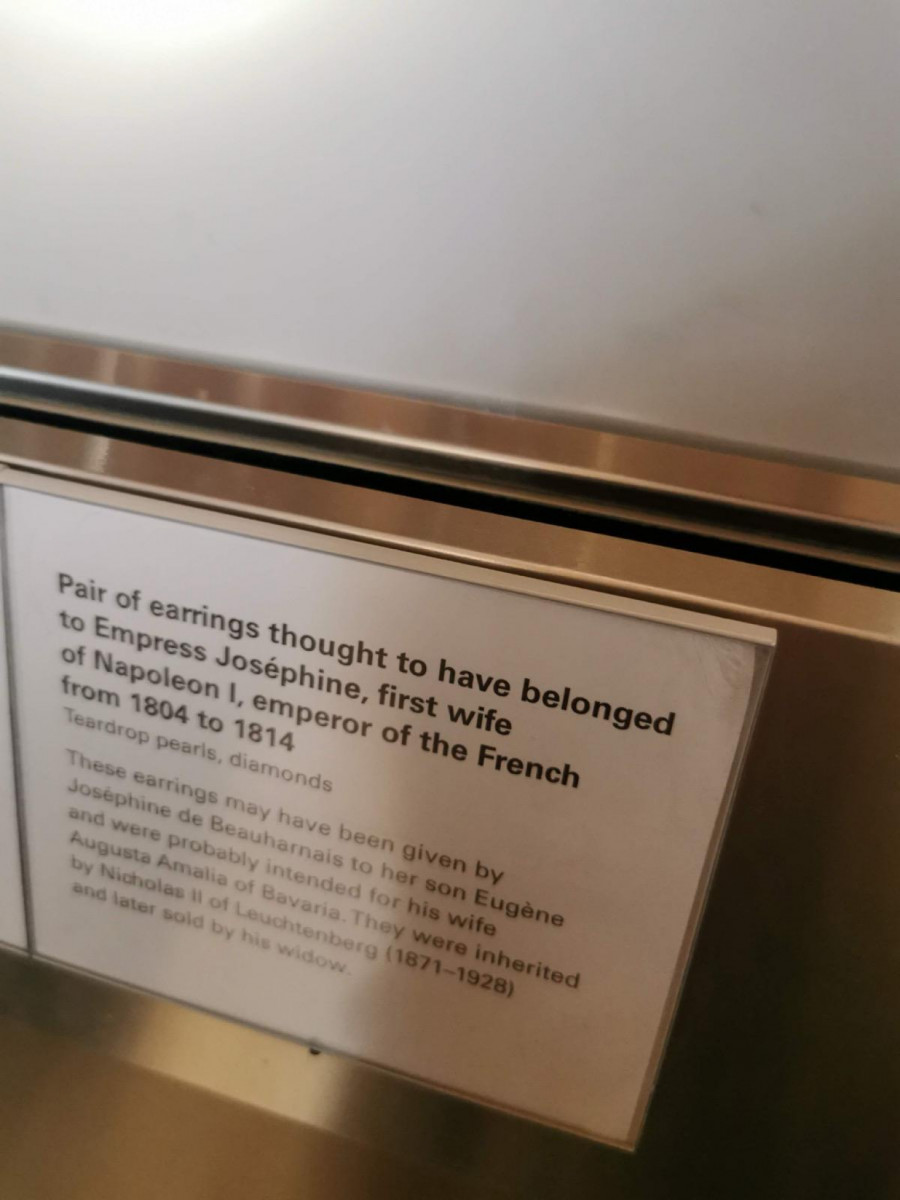 Pair of earrings thought to have belonged
to Empress Joséphine, first wife
of Napoleon I, emperor of the French
from 1804 to 1814
Teardrop pearls, diamonds
These earrings may have been given by
Joséphine de Beauharnais to her son Eugène
and were probably intended for his wife
Augusta Amalia of Bavaria. They were inherited
by Nicholas II of Leuchtenberg (1871–1928)
and later sold by his widow.